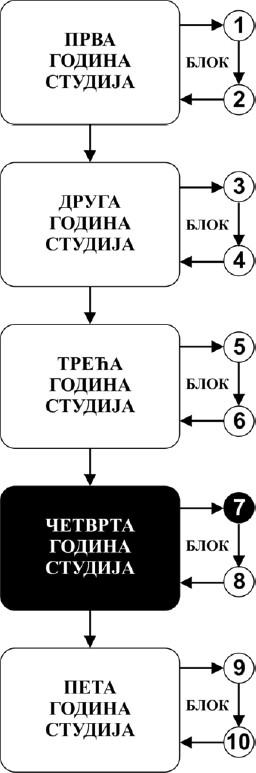 ПРВА
ГОДИНА
СТУДИЈА
1
БЛОК
2
ДРУГА
ГОДИНА
СТУДИЈА
3
БЛОК
4
ТРЕЋА
ГОДИНА
СТУДИЈА
5
БЛОК
6
ЧЕТВРТА
ГОДИНА
СТУДИЈА
7
БЛОК
8
ПЕТА
ГОДИНА
СТУДИЈА
9
БЛОК
10